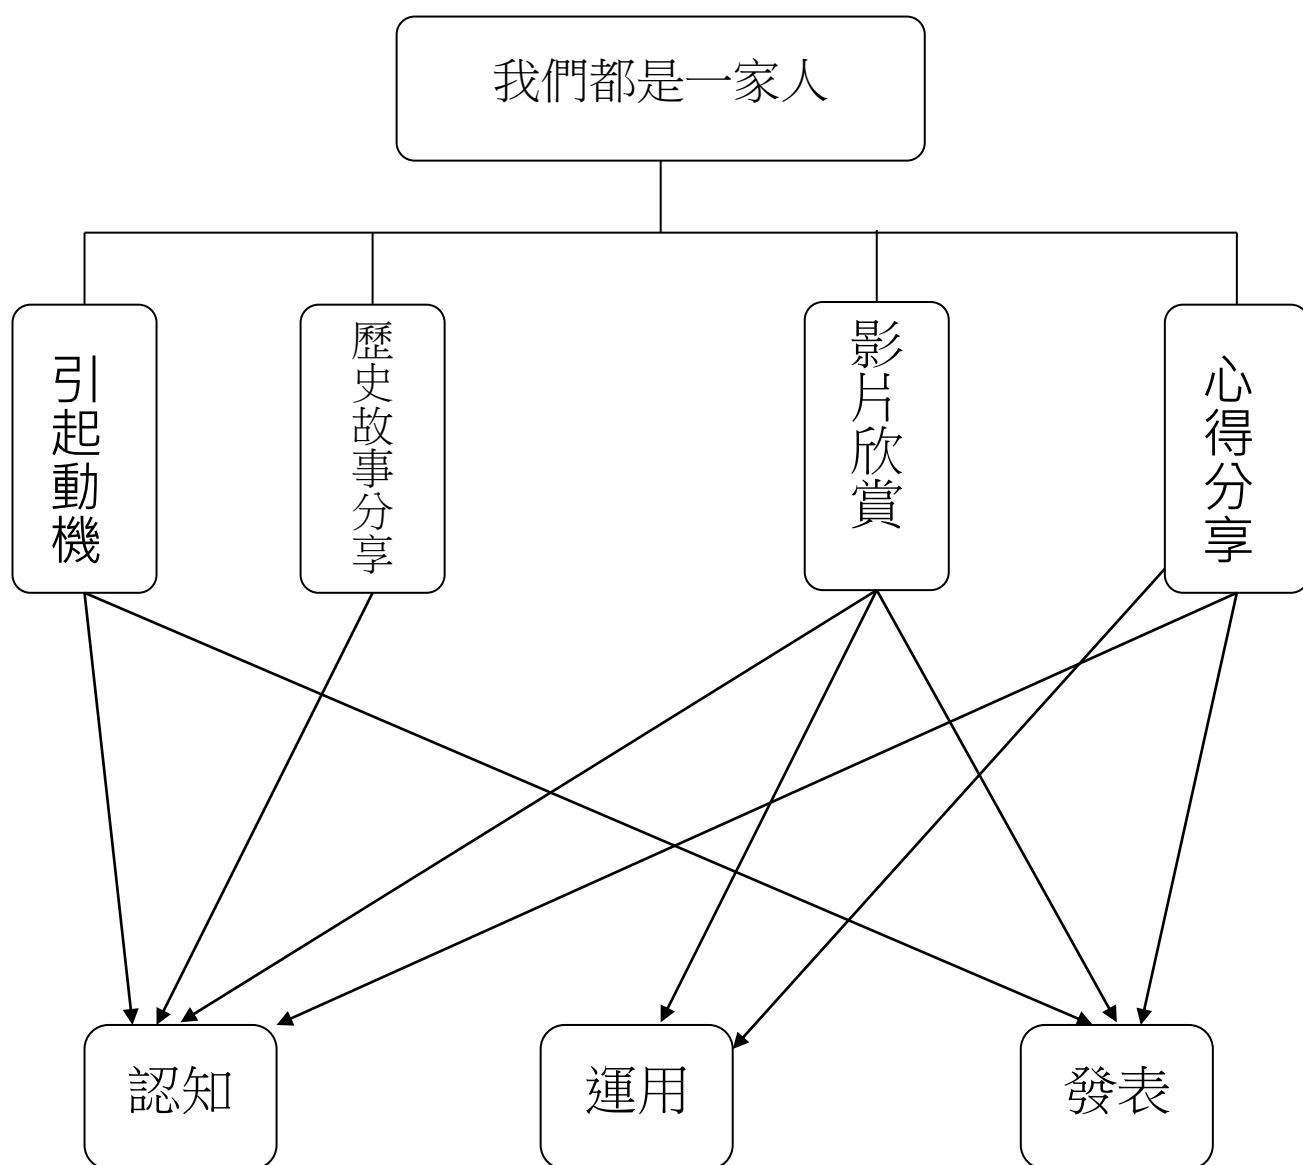 我們都是一家人
引起動機
歷史故事分享
影片欣賞
心得分享
認知
運用
發表